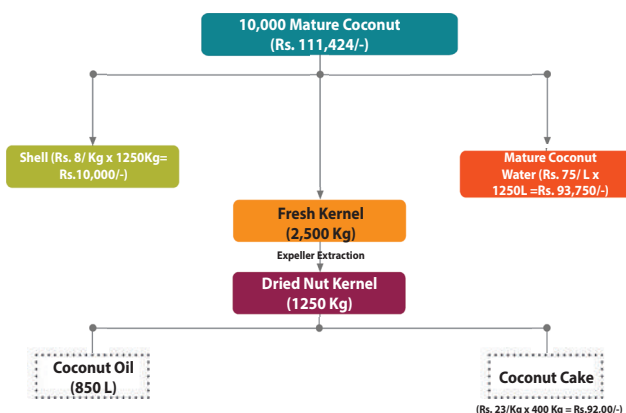 10,000 Mature Coconut
(Rs. 111,424/-)
Shell (Rs. 8/ Kg x 1250Kg=
Rs.10,000/-)
Mature Coconut
Water (Rs. 75/ L x
1250L =Rs. 93,750/-)
Fresh Kernel
(2,500 Kg)
Expeller Extraction
Dried Nut Kernel
(1250 Kg)
Coconut Oil
(850 L)
Coconut Cake
(Rs. 23/Kg x 400 Kg = Rs.92.00/-)